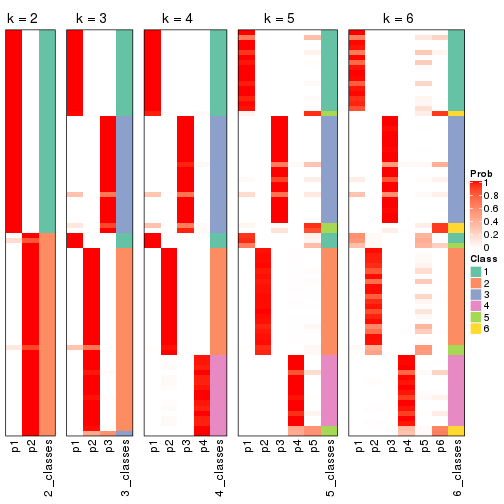 k = 2
k = 3
k = 4
k = 5
k = 6
p1
p2
2_classes
p1
p2
p3
3_classes
p1
p2
p3
p4
4_classes
p1
p2
p3
p4
p5
5_classes
p1
p2
p3
p4
p5
p6
6_classes
Prob
1
0.8
0.6
0.4
0.2
0
Class
1
2
3
4
5
6